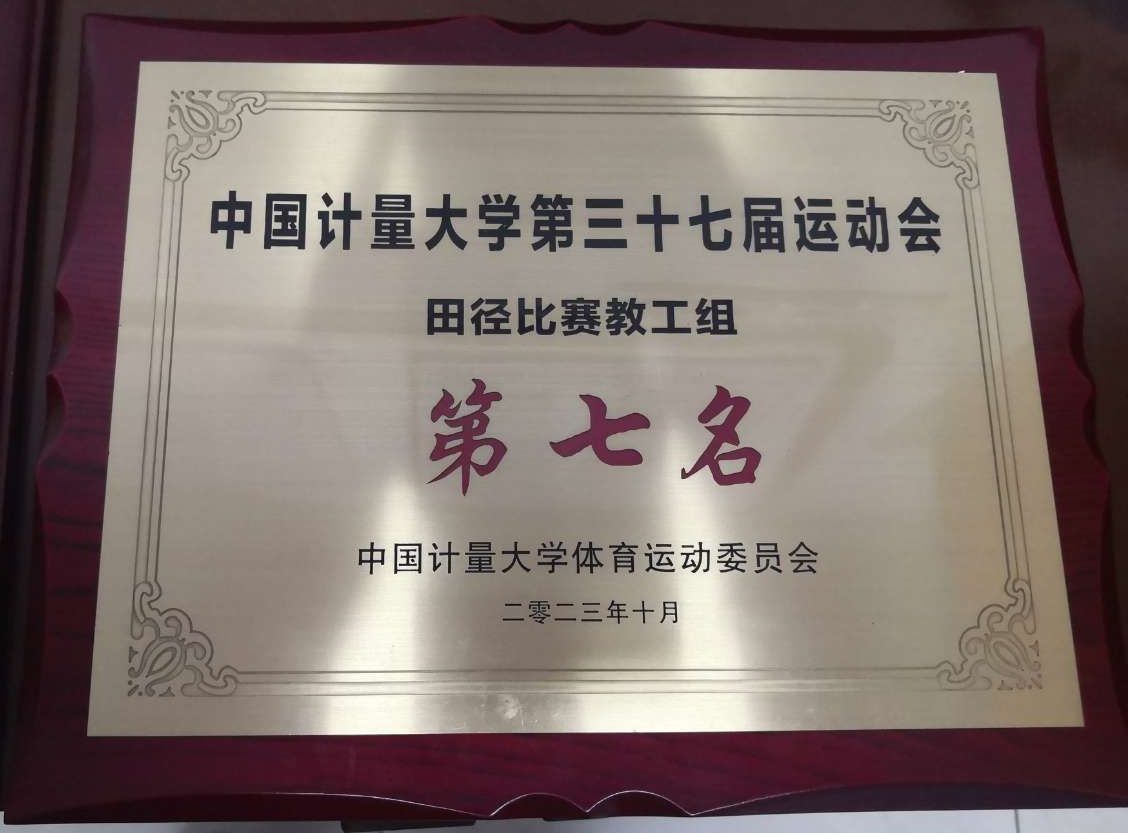 中国计量大学第三十七届运动会
田径比赛教工组
第七名
中国计量大学体育运动委员会
二零二三年十月